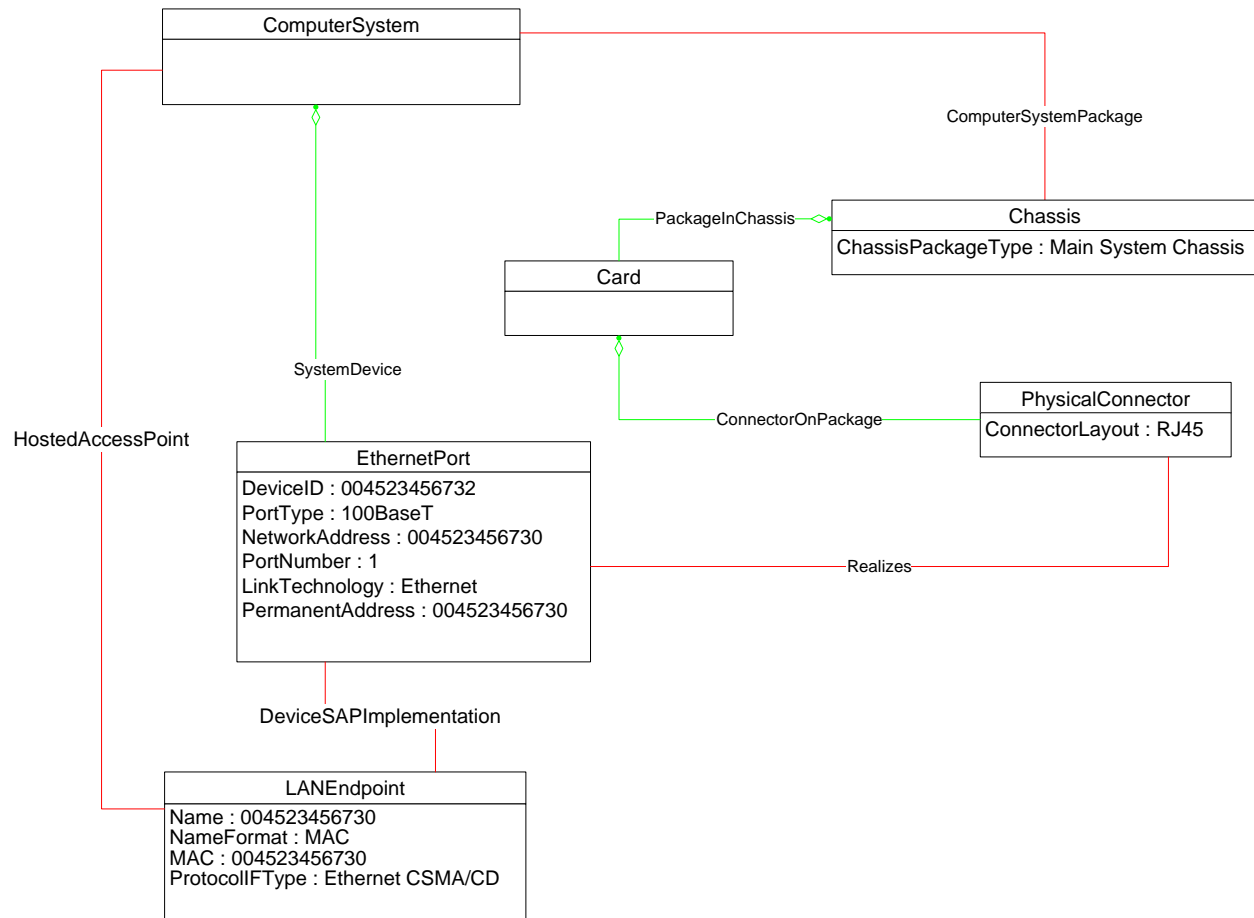 ComputerSystem
ComputerSystemPackage
Chassis
ChassisPackageType : Main System Chassis
PackageInChassis
Card
SystemDevice
PhysicalConnector
ConnectorLayout : RJ45
ConnectorOnPackage
HostedAccessPoint
EthernetPort
DeviceID : 004523456732
PortType : 100BaseT
NetworkAddress : 004523456730
PortNumber : 1
LinkTechnology : Ethernet
PermanentAddress : 004523456730
Realizes
DeviceSAPImplementation
LANEndpoint
Name : 004523456730
NameFormat : MAC
MAC : 004523456730
ProtocolIFType : Ethernet CSMA/CD